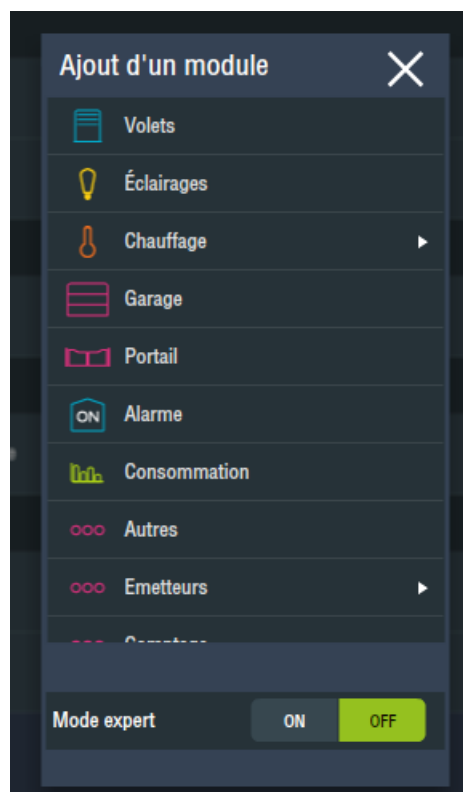 Ajout d'un module
Volets
Éclairages
Chauffage
Garage
Portail
ON Alarme
Consommation
Autres
Emetteurs
Mode expert ON OFF